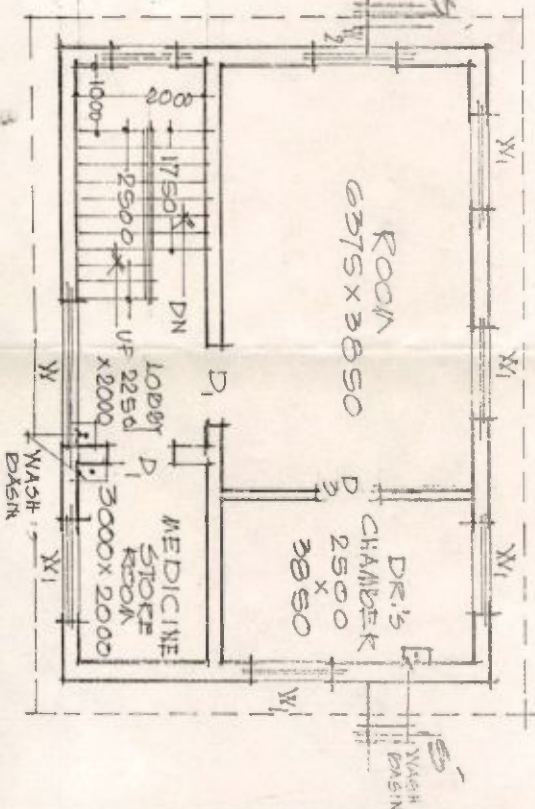 W2
W1
W1
W1
ROOM
6375 X 3850
D3
DR.'S
CHAMBER
2500
X
3850
WASH
BASIN
W1
2000
1000
1750
2500
DN
UP
LOBBY
2250
X 2000
D1
D1
MEDICINE
STORE
ROOM
3000 X 2000
W
W1
WASH
BASIN